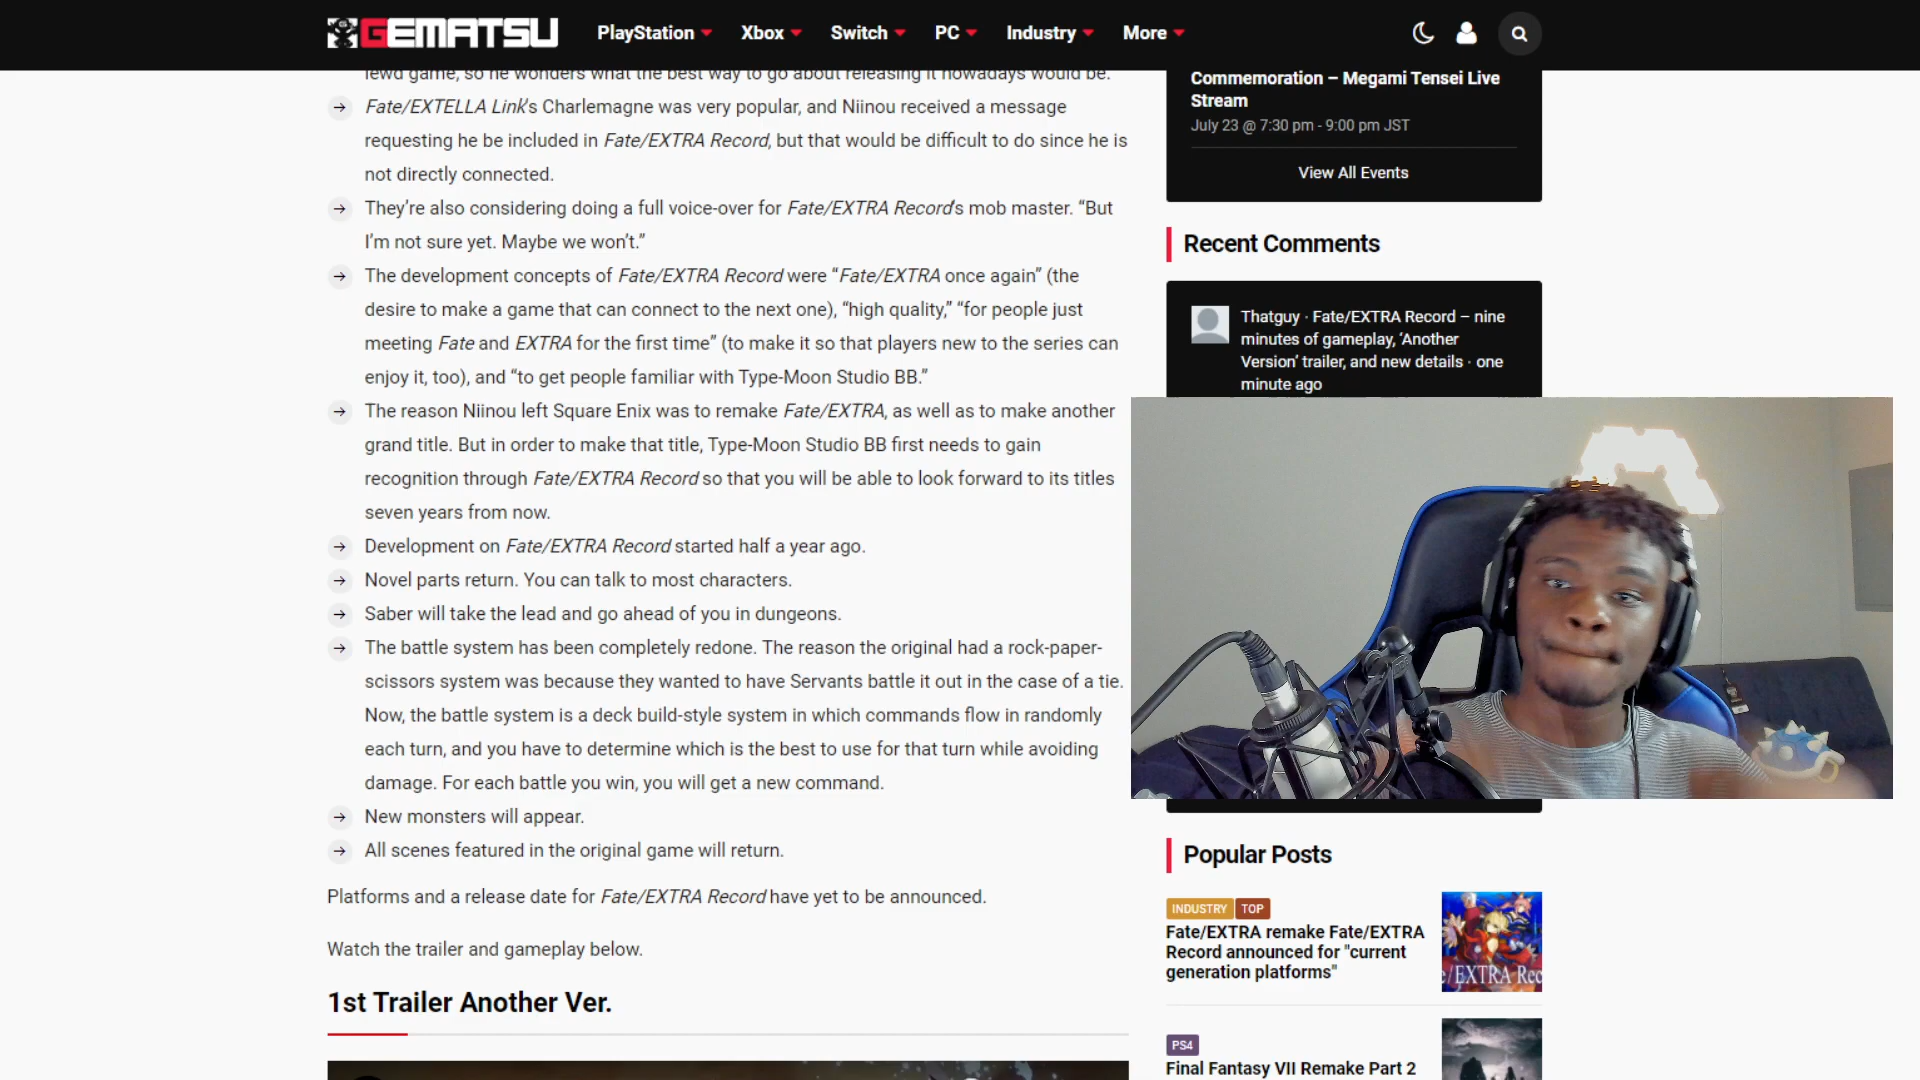 GEMATSU
PlayStation
Xbox
Switch
PC
Industry
More
lewd game, so he wonders what the best way to go about releasing it nowadays would be.
Fate/EXTELLA Link's Charlemagne was very popular, and Niinou received a message
requesting he be included in Fate/EXTRA Record, but that would be difficult to do since he is
not directly connected.
They’re also considering doing a full voice-over for Fate/EXTRA Record’s mob master. “But
I’m not sure yet. Maybe we won’t.”
The development concepts of Fate/EXTRA Record were “Fate/EXTRA once again” (the
desire to make a game that can connect to the next one), “high quality,” “for people just
meeting Fate and EXTRA for the first time” (to make it so that players new to the series can
enjoy it, too), and “to get people familiar with Type-Moon Studio BB.”
The reason Niinou left Square Enix was to remake Fate/EXTRA, as well as to make another
grand title. But in order to make that title, Type-Moon Studio BB first needs to gain
recognition through Fate/EXTRA Record so that you will be able to look forward to its titles
seven years from now.
Development on Fate/EXTRA Record started half a year ago.
Novel parts return. You can talk to most characters.
Saber will take the lead and go ahead of you in dungeons.
The battle system has been completely redone. The reason the original had a rock-paper-
scissors system was because they wanted to have Servants battle it out in the case of a tie.
Now, the battle system is a deck build-style system in which commands flow in randomly
each turn, and you have to determine which is the best to use for that turn while avoiding
damage. For each battle you win, you will get a new command.
New monsters will appear.
All scenes featured in the original game will return.
Platforms and a release date for Fate/EXTRA Record have yet to be announced.
Watch the trailer and gameplay below.
1st Trailer Another Ver.
Commemoration – Megami Tensei Live
Stream
July 23 @ 7:30 pm - 9:00 pm JST
View All Events
Recent Comments
Thatguy · Fate/EXTRA Record – nine
minutes of gameplay, ‘Another
Version’ trailer, and new details · one
minute ago
Popular Posts
INDUSTRY TOP
Fate/EXTRA remake Fate/EXTRA
Record announced for "current
generation platforms"
e/EXTRA Rec
PS4
Final Fantasy VII Remake Part 2